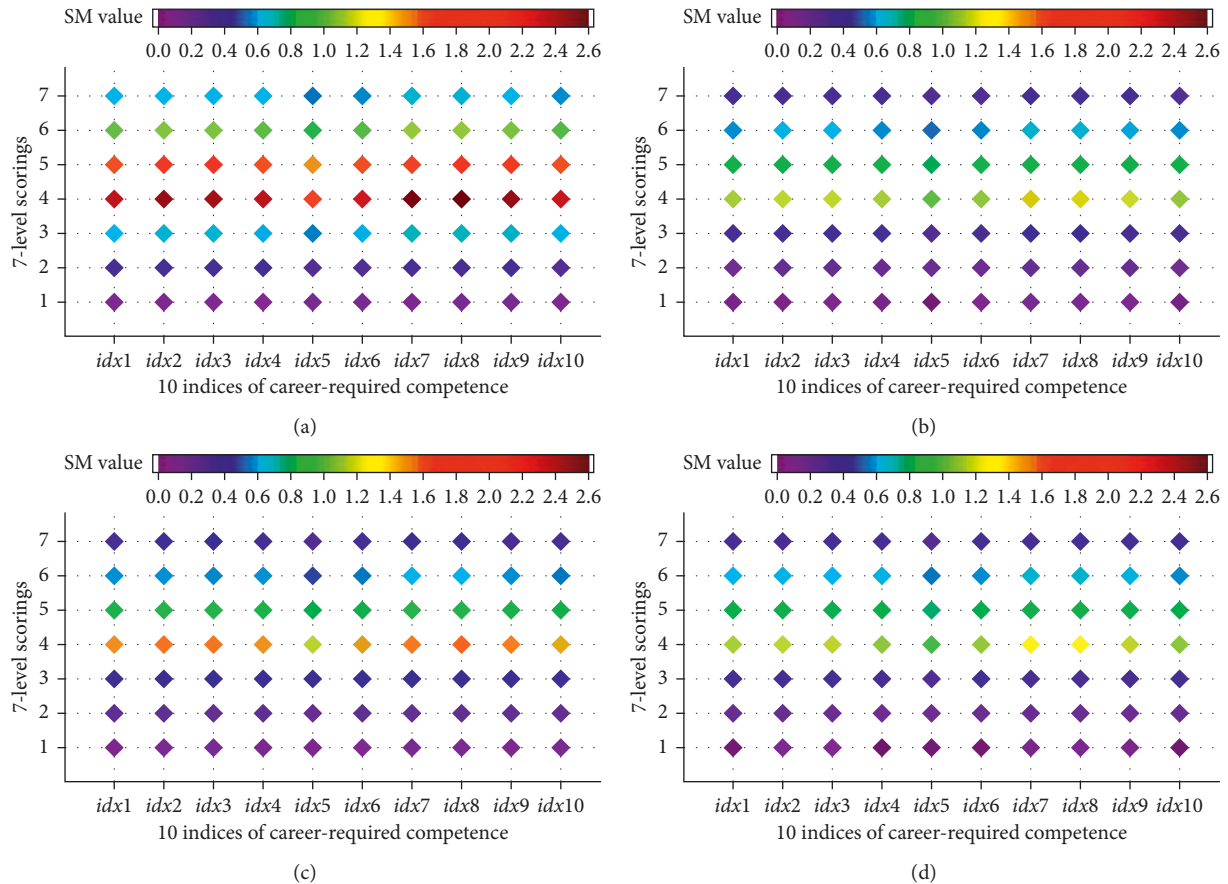 SM value
0.0 0.2 0.4 0.6 0.8 1.0 1.2 1.4 1.6 1.8 2.0 2.2 2.4 2.6
7-level scorings
7
6
5
4
3
2
1
idx1 idx2 idx3 idx4 idx5 idx6 idx7 idx8 idx9 idx10
10 indices of career-required competence
(a)
SM value
0.0 0.2 0.4 0.6 0.8 1.0 1.2 1.4 1.6 1.8 2.0 2.2 2.4 2.6
7-level scorings
7
6
5
4
3
2
1
idx1 idx2 idx3 idx4 idx5 idx6 idx7 idx8 idx9 idx10
10 indices of career-required competence
(b)
SM value
0.0 0.2 0.4 0.6 0.8 1.0 1.2 1.4 1.6 1.8 2.0 2.2 2.4 2.6
7-level scorings
7
6
5
4
3
2
1
idx1 idx2 idx3 idx4 idx5 idx6 idx7 idx8 idx9 idx10
10 indices of career-required competence
(c)
SM value
0.0 0.2 0.4 0.6 0.8 1.0 1.2 1.4 1.6 1.8 2.0 2.2 2.4 2.6
7-level scorings
7
6
5
4
3
2
1
idx1 idx2 idx3 idx4 idx5 idx6 idx7 idx8 idx9 idx10
10 indices of career-required competence
(d)